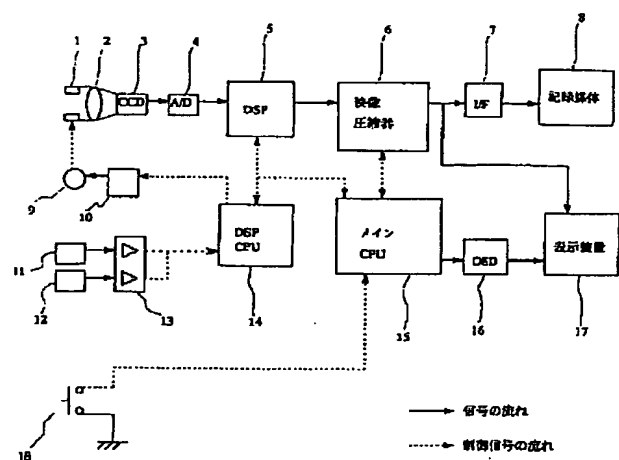 1 2 3 4 5 6 7 8
CCD
A/D
DSP
映像
圧縮器
I/F
記録媒体
9
10
DSP
CPU
メイン
CPU
OSD
表示装置
11
12
13
14
15
16
17
18
信号の流れ
制御信号の流れ